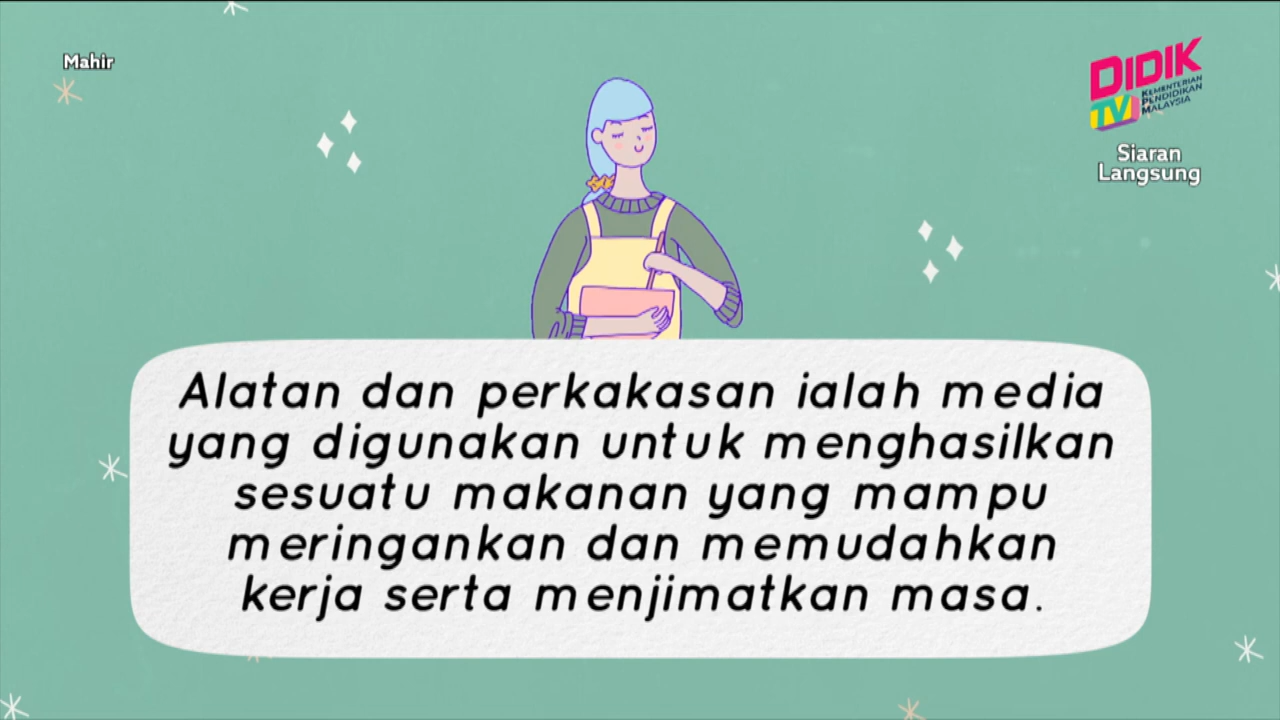 Mahir
DIDIK
TV
KEMENTERIAN
PENDIDIKAN
MALAYSIA
Siaran
Langsung
Alatan dan perkakasan ialah media
yang digunakan untuk menghasilkan
sesuatu makanan yang mampu
meringankan dan memudahkan
kerja serta menjimatkan masa.